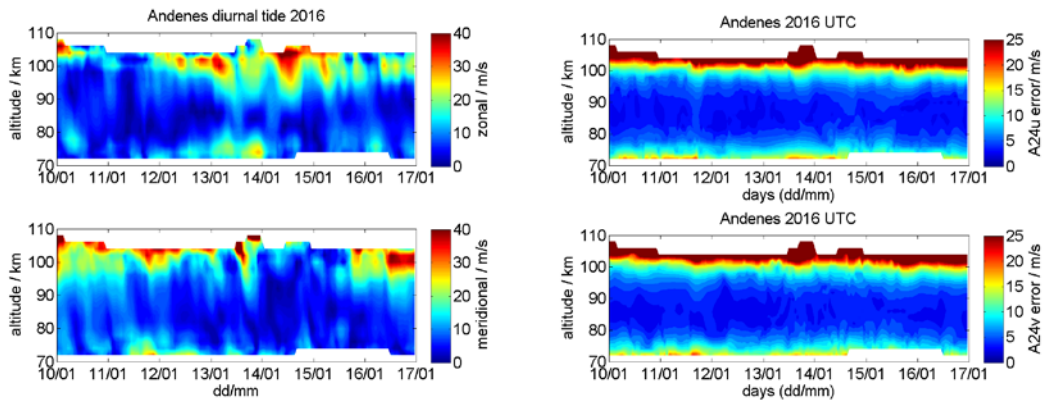 Andenes diurnal tide 2016
110
100
90
80
70
altitude / km
10/01 11/01 12/01 13/01 14/01 15/01 16/01 17/01
40
30
20
10
0
zonal / m/s
Andenes 2016 UTC
110
100
90
80
70
altitude / km
10/01 11/01 12/01 13/01 14/01 15/01 16/01 17/01
days (dd/mm)
25
20
15
10
5
0
A24u error/ m/s
110
100
90
80
70
altitude / km
10/01 11/01 12/01 13/01 14/01 15/01 16/01 17/01
dd/mm
40
30
20
10
0
meridional / m/s
Andenes 2016 UTC
110
100
90
80
70
altitude / km
10/01 11/01 12/01 13/01 14/01 15/01 16/01 17/01
days (dd/mm)
25
20
15
10
5
0
A24v error / m/s